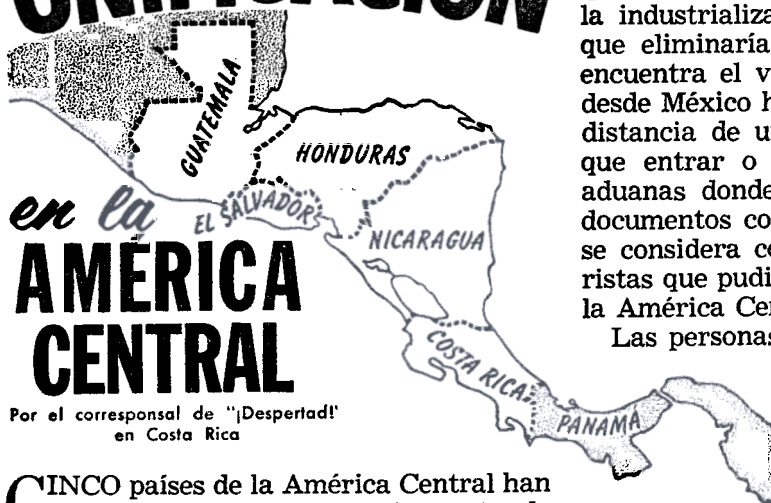 UNIFICACIÓN
en la
AMÉRICA
CENTRAL
Por el corresponsal de "¡Despertad!'
en Costa Rica
GUATEMALA
HONDURAS
EL SALVADOR
NICARAGUA
COSTA RICA
PANAMÁ
CINCO países de la América Central han
la industrializa
que eliminaría
encuentra el v
desde México h
distancia de u
que entrar o
aduanas donde
documentos co
se considera c
ristas que pudi
la América Ce
Las personas